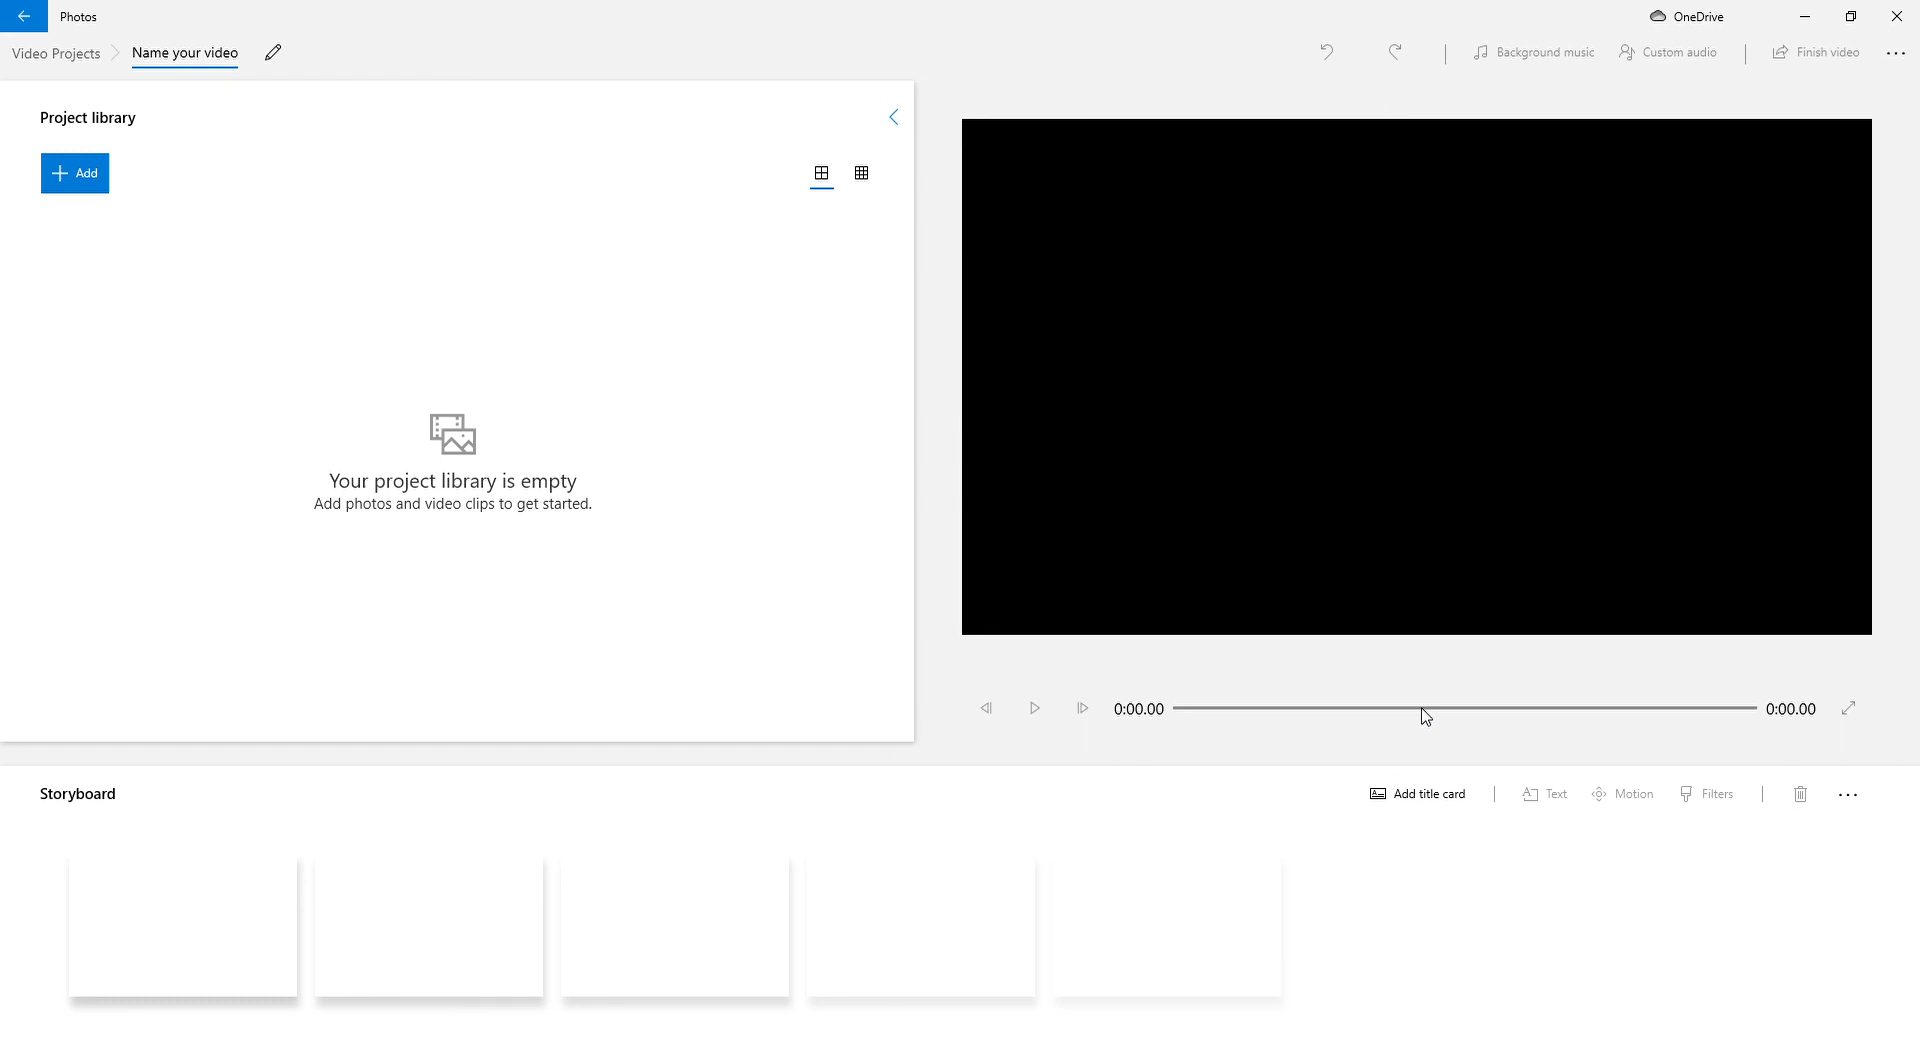 Photos
OneDrive
Video Projects
Name your video
Background music
Custom audio
Finish video
Project library
Add
Your project library is empty
Add photos and video clips to get started.
0:00.00
0:00.00
Storyboard
Add title card
Text
Motion
Filters